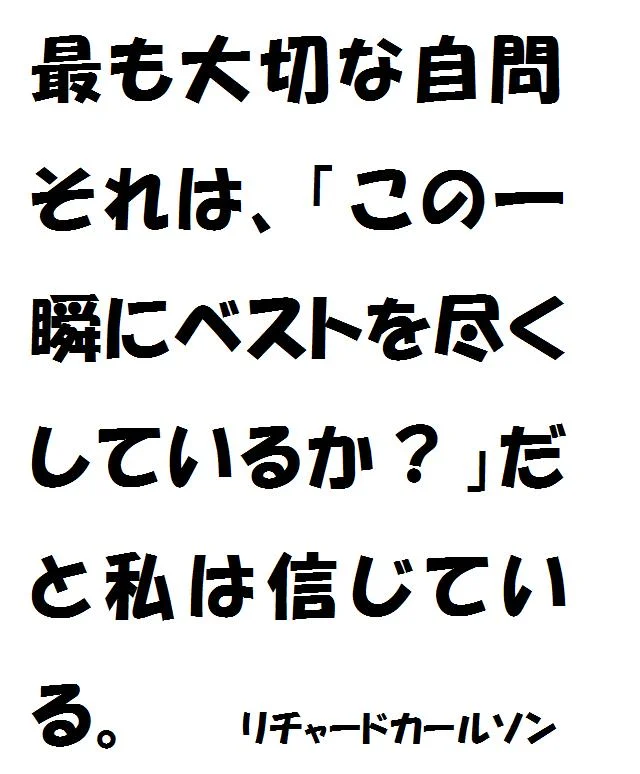 最も大切な自問
それは、「この一
瞬にベストを尽く
しているか？」だ
と私は信じてい
る。 リチャードカールソン